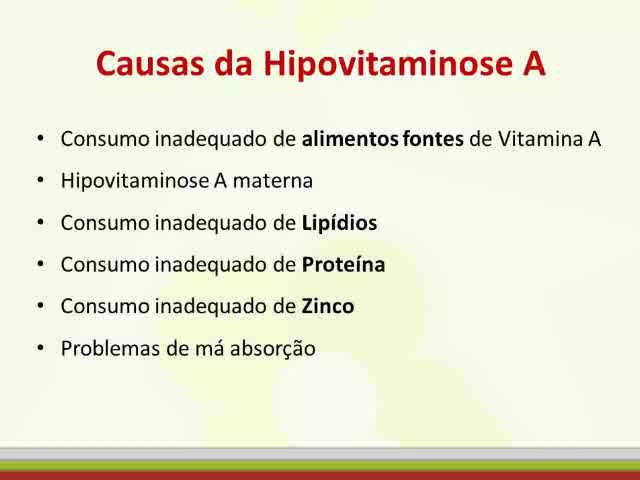 Causas da Hipovitaminose A
• Consumo inadequado de alimentos fontes de Vitamina A
• Hipovitaminose A materna
• Consumo inadequado de Lipídios
• Consumo inadequado de Proteína
• Consumo inadequado de Zinco
• Problemas de má absorção